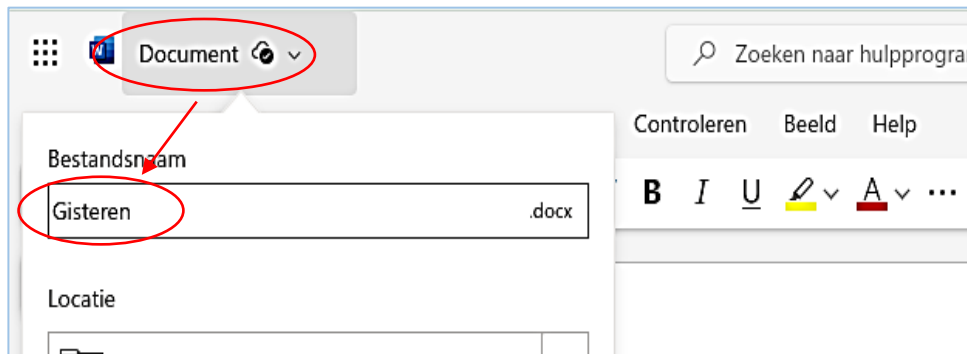 Document
Zoeken naar hulpprogra
Controleren Beeld Help
Bestandsnaam
B I U A ...
Gisteren .docx
Locatie